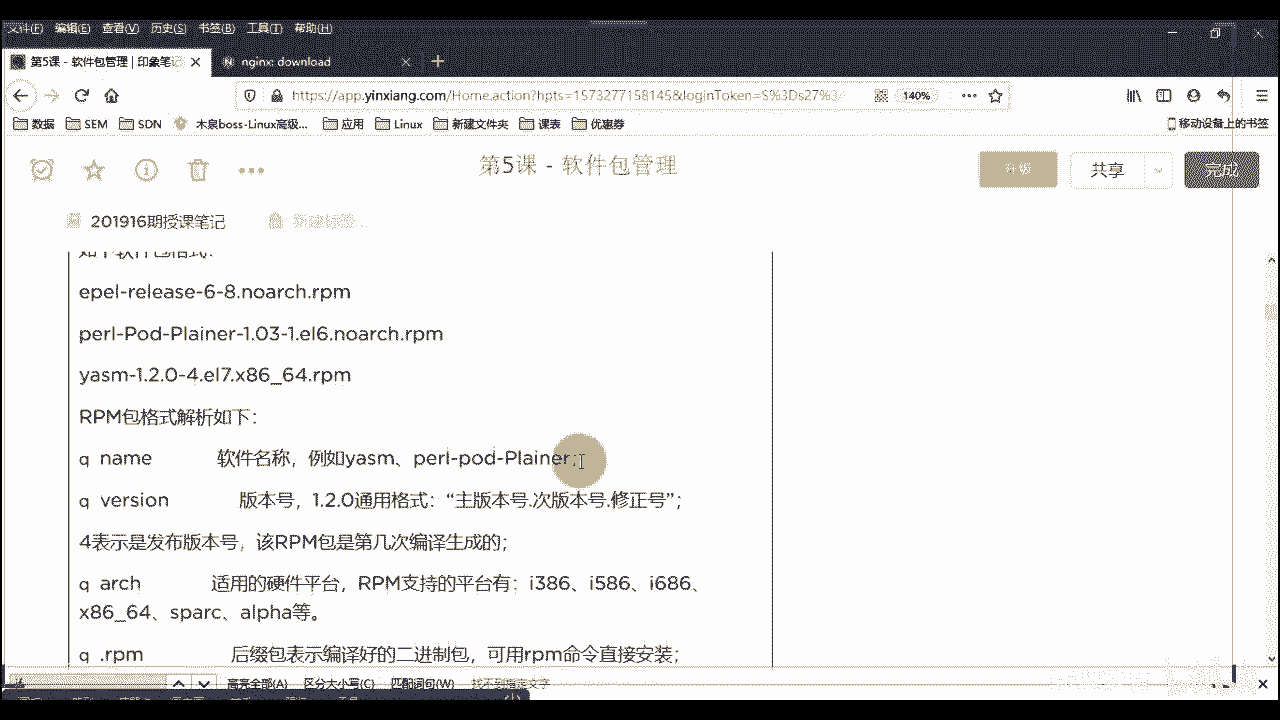 文件(F) 编辑(E) 查看(V) 历史(S) 书签(B) 工具(T) 帮助(H)
第5课 - 软件包管理 | 印象笔记
nginx: download
https://app.yinxiang.com/Home.action?hpts=1573277158145&loginToken=S%3Ds27%3
140%
数据 SEM SDN 木泉boss-Linux高级... 应用 Linux 新建文件夹 课表 优惠券 移动设备上的书签
第5课 - 软件包管理
升级 共享 完成
201916期授课笔记 新建标签...
如下软件包格式：
epel-release-6-8.noarch.rpm
perl-Pod-Plainer-1.03-1.el6.noarch.rpm
yasm-1.2.0-4.el7.x86_64.rpm
RPM包格式解析如下：
q name 软件名称，例如yasm、perl-pod-Plainer;
q version 版本号，1.2.0通用格式：“主版本号.次版本号.修正号”；
4表示是发布版本号，该RPM包是第几次编译生成的；
q arch 适用的硬件平台，RPM支持的平台有：i386、i586、i686、
x86_64、sparc、alpha等。
q .rpm 后缀包表示编译好的二进制包，可用rpm命令直接安装；
高亮全部(A) 区分大小写(C) 匹配词句(W) 找不到指定文字